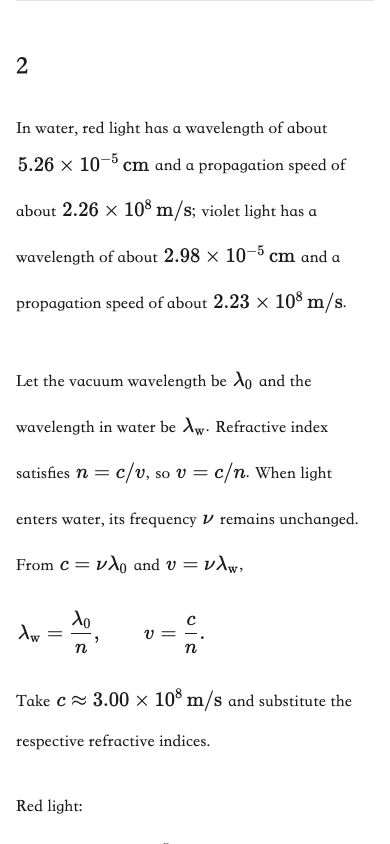 2
In water, red light has a wavelength of about
5.26 × 10⁻⁵ cm and a propagation speed of
about 2.26 × 10⁸ m/s; violet light has a
wavelength of about 2.98 × 10⁻⁵ cm and a
propagation speed of about 2.23 × 10⁸ m/s.
Let the vacuum wavelength be λ₀ and the
wavelength in water be λ_w. Refractive index
satisfies n = c/v, so v = c/n. When light
enters water, its frequency ν remains unchanged.
From c = νλ₀ and v = νλ_w,
λ_w = λ₀/n, v = c/n.
Take c ≈ 3.00 × 10⁸ m/s and substitute the
respective refractive indices.
Red light: